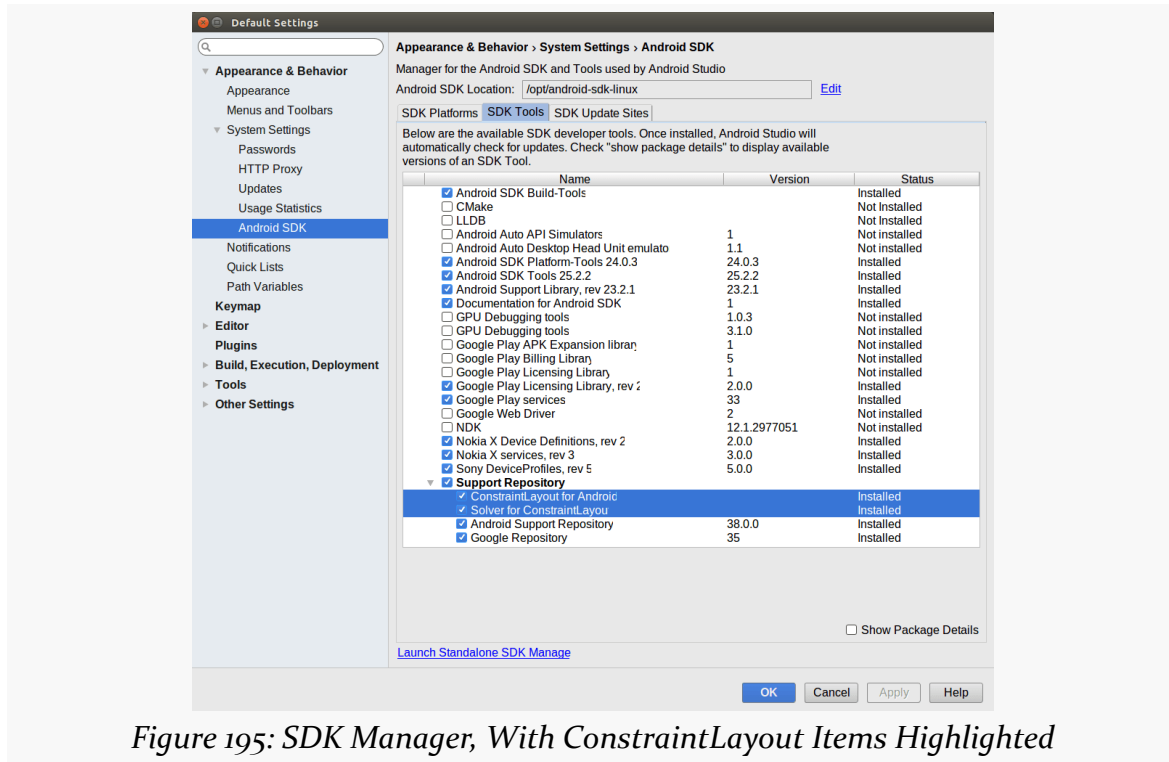 Default Settings
Appearance & Behavior
Appearance
Menus and Toolbars
System Settings
Passwords
HTTP Proxy
Updates
Usage Statistics
Android SDK
Notifications
Quick Lists
Path Variables
Keymap
Editor
Plugins
Build, Execution, Deployment
Tools
Other Settings
Appearance & Behavior › System Settings › Android SDK
Manager for the Android SDK and Tools used by Android Studio
Android SDK Location: /opt/android-sdk-linux Edit
SDK Platforms SDK Tools SDK Update Sites
Below are the available SDK developer tools. Once installed, Android Studio will
automatically check for updates. Check "show package details" to display available
versions of an SDK Tool.
Name Version Status
Android SDK Build-Tools Installed
CMake Not Installed
LLDB Not Installed
Android Auto API Simulators 1 Not installed
Android Auto Desktop Head Unit emulato 1.1 Not installed
Android SDK Platform-Tools 24.0.3 24.0.3 Installed
Android SDK Tools 25.2.2 25.2.2 Installed
Android Support Library, rev 23.2.1 23.2.1 Installed
Documentation for Android SDK 1 Installed
GPU Debugging tools 1.0.3 Not installed
GPU Debugging tools 3.1.0 Not installed
Google Play APK Expansion library 1 Not installed
Google Play Billing Library 5 Not installed
Google Play Licensing Library 1 Not installed
Google Play Licensing Library, rev 2 2.0.0 Installed
Google Play services 33 Installed
Google Web Driver 2 Not installed
NDK 12.1.2977051 Not installed
Nokia X Device Definitions, rev 2 2.0.0 Installed
Nokia X services, rev 3 3.0.0 Installed
Sony DeviceProfiles, rev 5 5.0.0 Installed
Support Repository
ConstraintLayout for Android Installed
Solver for ConstraintLayou Installed
Android Support Repository 38.0.0 Installed
Google Repository 35 Installed
Show Package Details
Launch Standalone SDK Manage
OK Cancel Apply Help
Figure 195: SDK Manager, With ConstraintLayout Items Highlighted